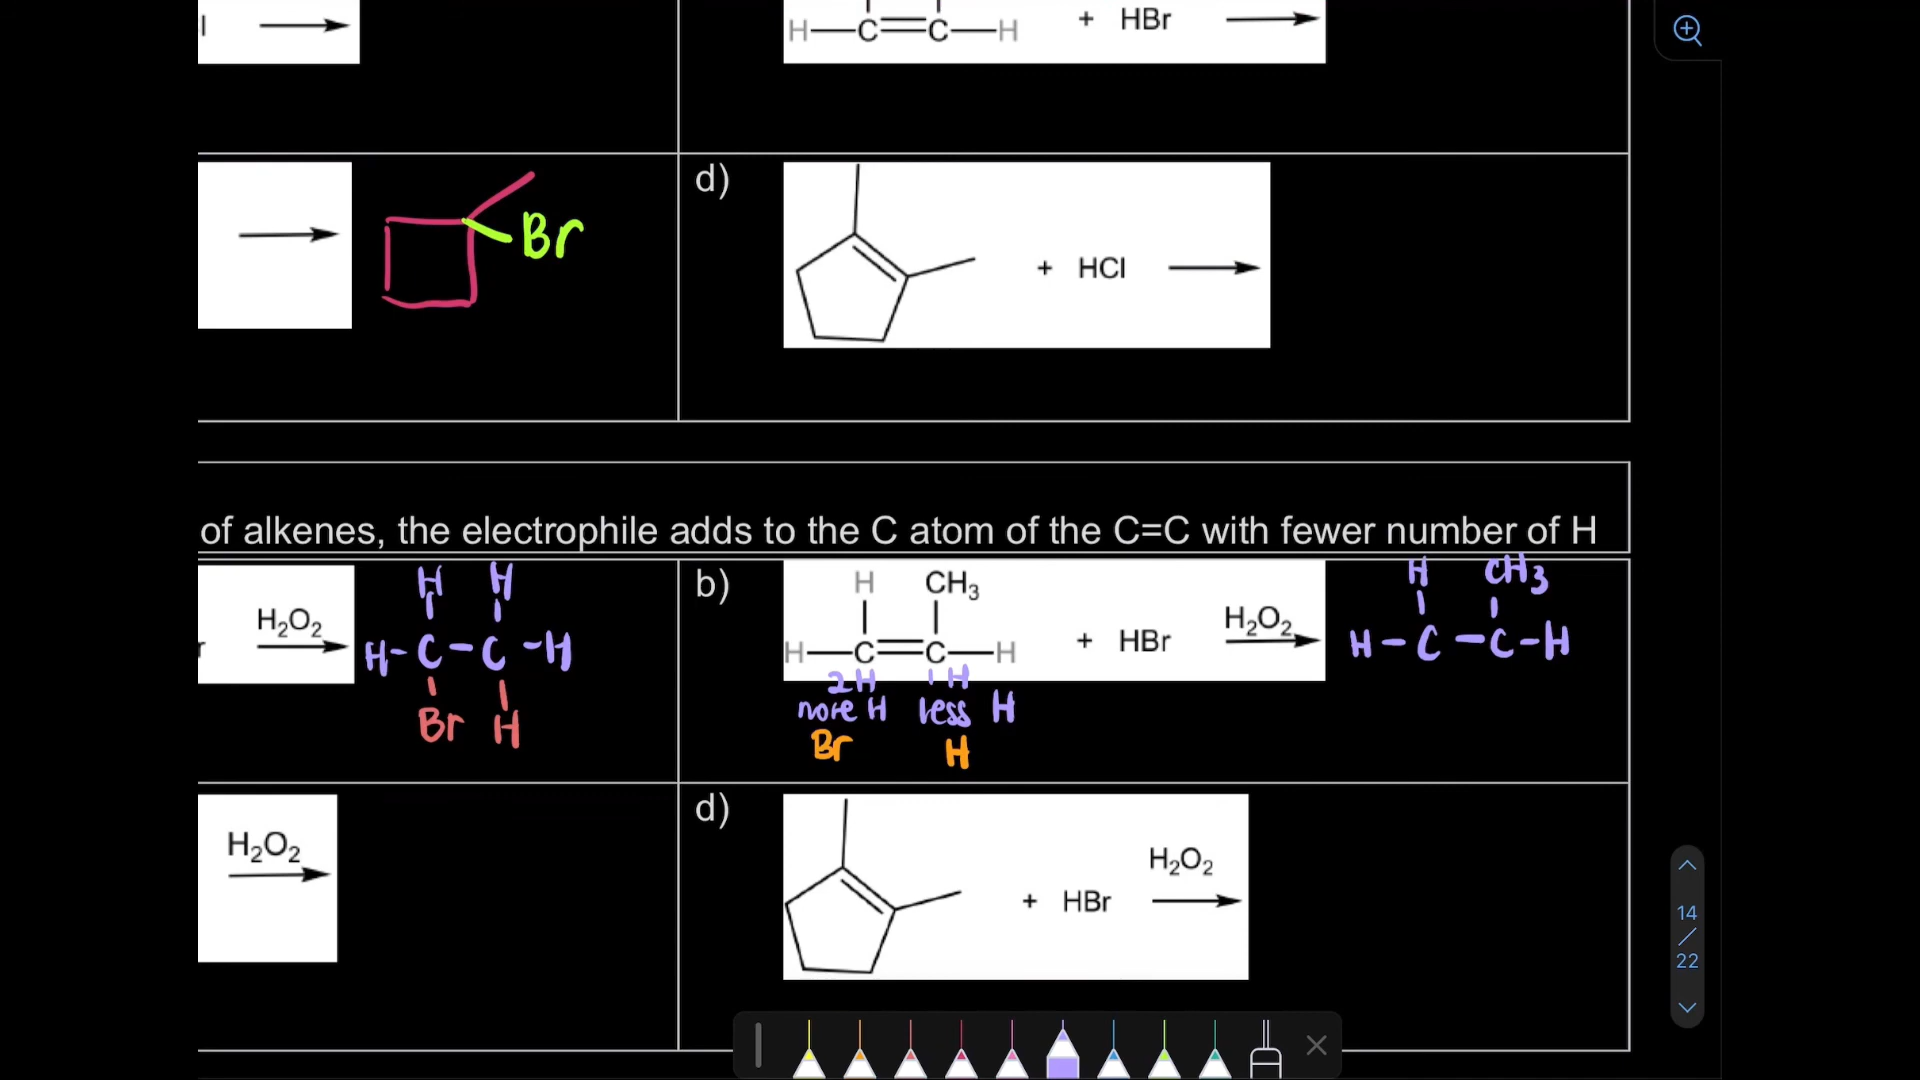 l
H—C=C—H + HBr
Br
d)
+ HCl
of alkenes, the electrophile adds to the C atom of the C=C with fewer number of H
H₂O₂
H H
H-C-C-H
Br H
b)
H CH₃
H—C=C—H + HBr H₂O₂
2H 1H
more H less H
Br H
H CH₃
H-C-C-H
H₂O₂
d)
+ HBr H₂O₂
14
/
22